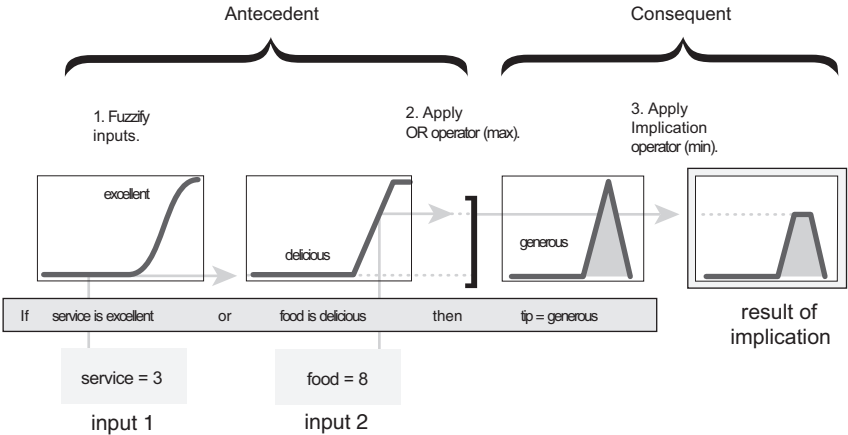 Antecedent
Consequent
1. Fuzzify
inputs.
2. Apply
OR operator (max).
3. Apply
Implication
operator (min).
excellent
delicious
generous
If service is excellent or food is delicious then tip = generous
result of
implication
service = 3
food = 8
input 1
input 2